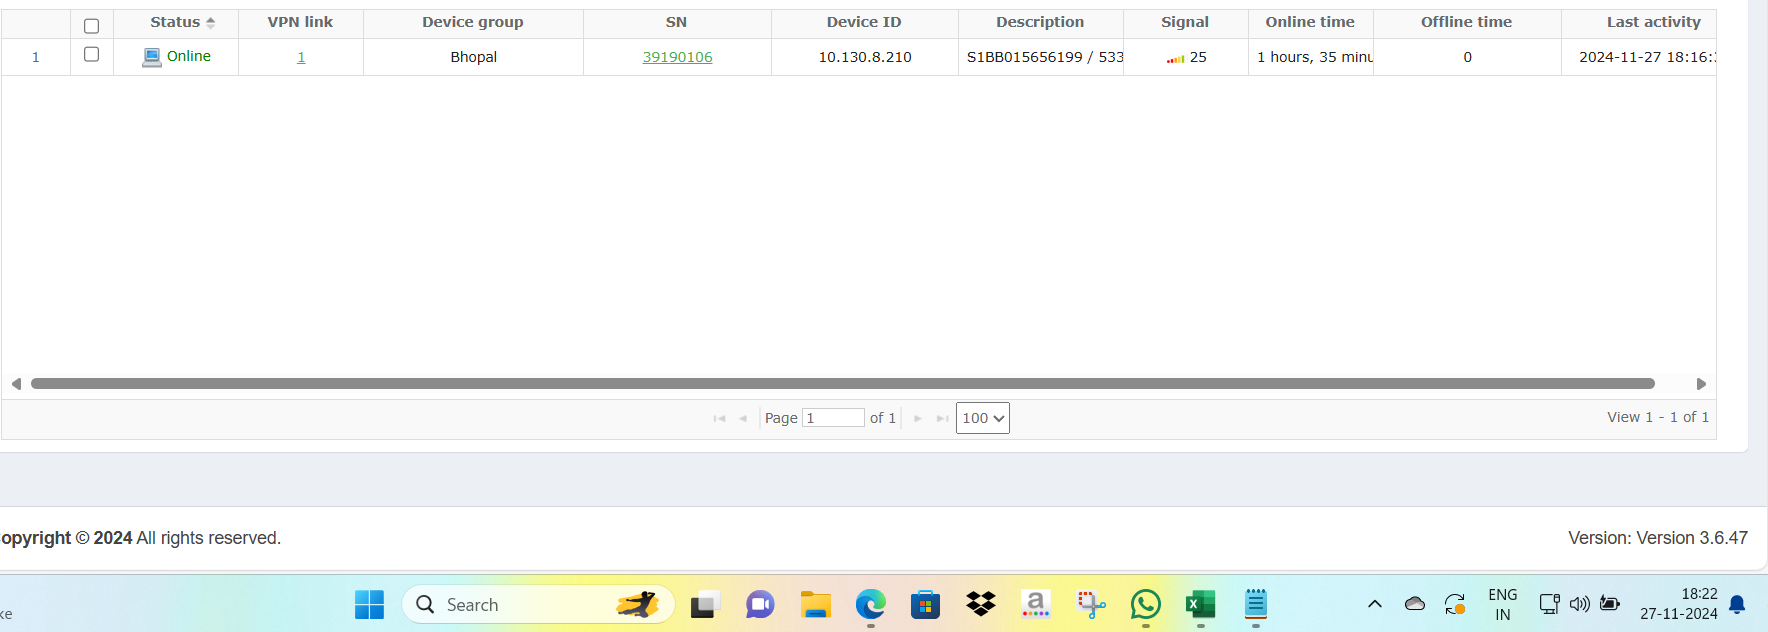 Status VPN link Device group SN Device ID Description Signal Online time Offline time Last activity
1 Online 1 Bhopal 39190106 10.130.8.210 S1BB015656199 / 533 25 1 hours, 35 minu 0 2024-11-27 18:16:
Page 1 of 1 100 View 1 - 1 of 1
opyright © 2024 All rights reserved. Version: Version 3.6.47
ke Search a X ENG 18:22
IN 27-11-2024